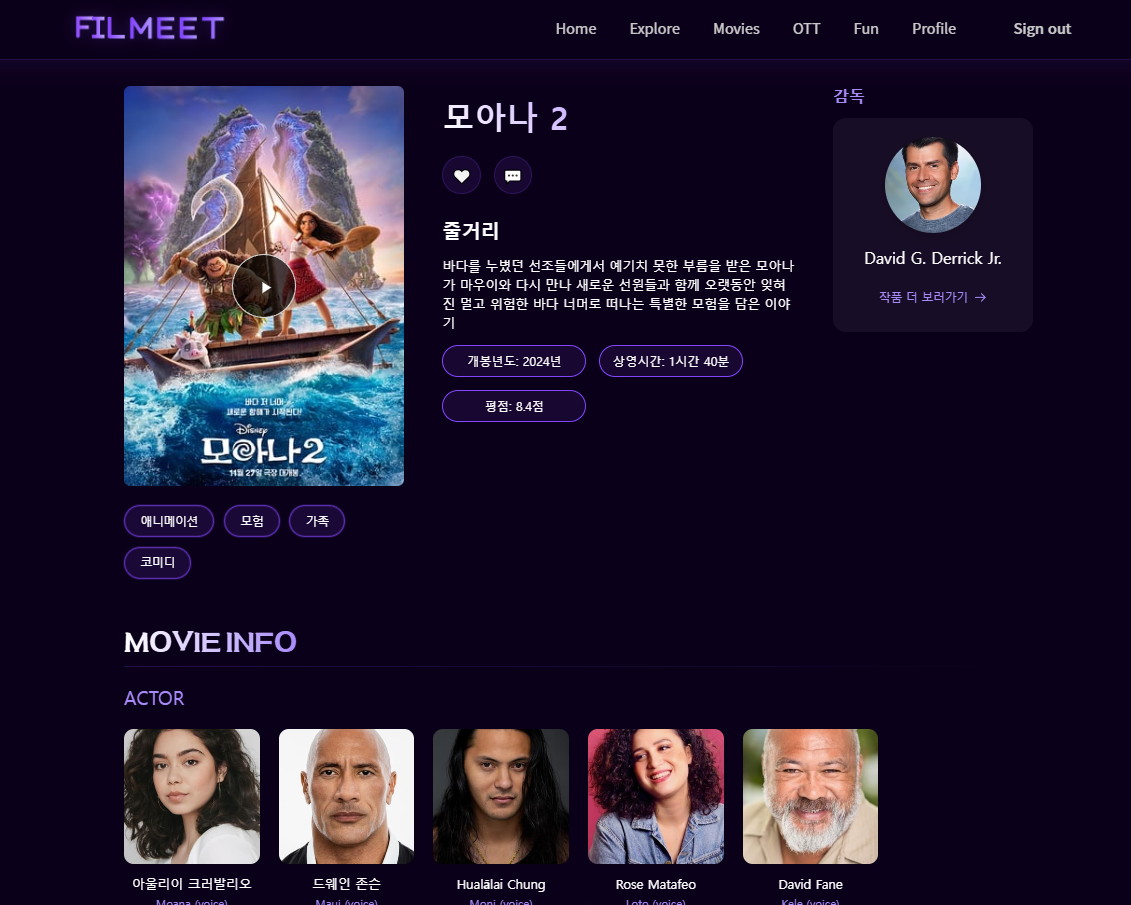 FILMEET
Home
Explore
Movies
OTT
Fun
Profile
Sign out
바다 저 너머
새로운 항해가 시작된다!
Disney
모아나2
11월 27일 극장 대개봉
애니메이션
모험
가족
코미디
모아나 2
줄거리
바다를 누볐던 선조들에게서 예기치 못한 부름을 받은 모아나
가 마우이와 다시 만나 새로운 선원들과 함께 오랫동안 잊혀
진 멀고 위험한 바다 너머로 떠나는 특별한 모험을 담은 이야
기
개봉년도: 2024년
상영시간: 1시간 40분
평점: 8.4점
감독
David G. Derrick Jr.
작품 더 보러가기 →
MOVIE INFO
ACTOR
아울리이 크러발리오
드웨인 존슨
Hualālai Chung
Rose Matafeo
David Fane
Moana (voice)
Maui (voice)
Moni (voice)
Loto (voice)
Kele (voice)